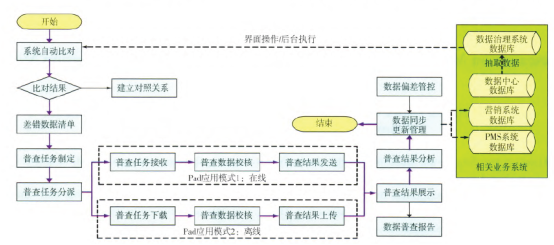 开始
系统自动比对
比对结果
建立对照关系
差错数据清单
普查任务制定
普查任务分派
界面操作/后台执行
普查任务接收
普查数据校核
普查结果发送
Pad应用模式1：在线
普查任务下载
普查数据校核
普查结果上传
Pad应用模式2：离线
结束
数据偏差管控
数据同步
更新管理
普查结果分析
普查结果展示
数据普查报告
数据治理系统
数据库
抽取数据
数据中心
数据库
营销系统
数据库
PMS系统
数据库
相关业务系统